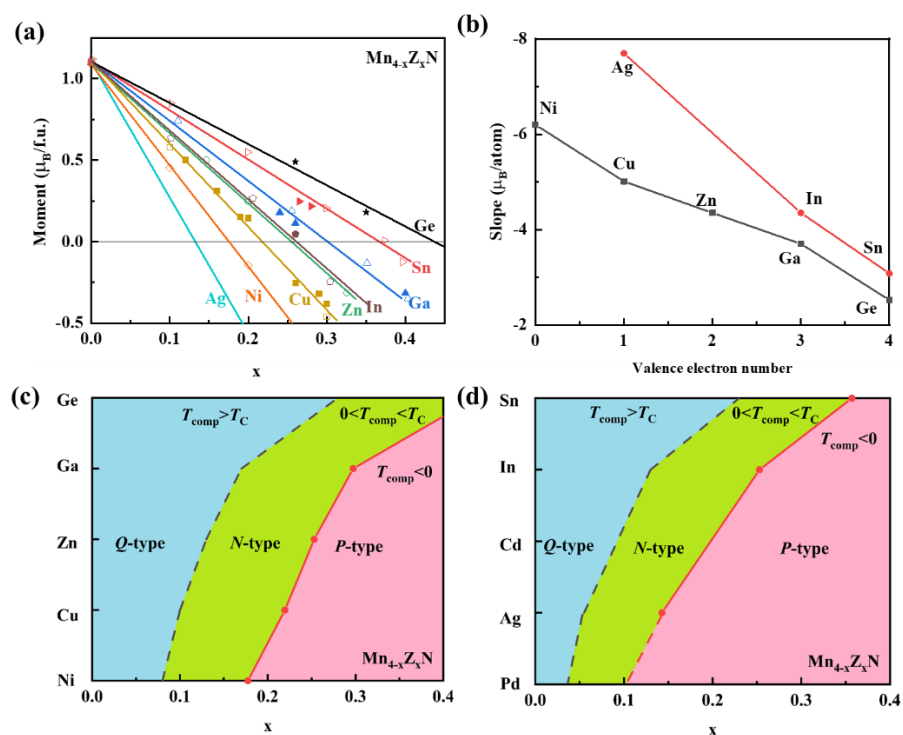 (a)
Mn4-xZxN
Moment (μB/f.u.)
1.0
0.5
0.0
-0.5
0.0
0.1
0.2
0.3
0.4
x
Ag
Ni
Cu
Zn
In
Ga
Sn
Ge
(b)
Slope (μB/atom)
-8
-6
-4
-2
0
1
2
3
4
Valence electron number
Ni
Cu
Zn
Ga
Ge
Ag
In
Sn
(c)
Ge
Ga
Zn
Cu
Ni
Tcomp>TC
0<Tcomp<TC
Tcomp<0
Q-type
N-type
P-type
Mn4-xZxN
0.0
0.1
0.2
0.3
0.4
x
(d)
Sn
In
Cd
Ag
Pd
Tcomp>TC
0<Tcomp<TC
Tcomp<0
Q-type
N-type
P-type
Mn4-xZxN
0.0
0.1
0.2
0.3
0.4
x